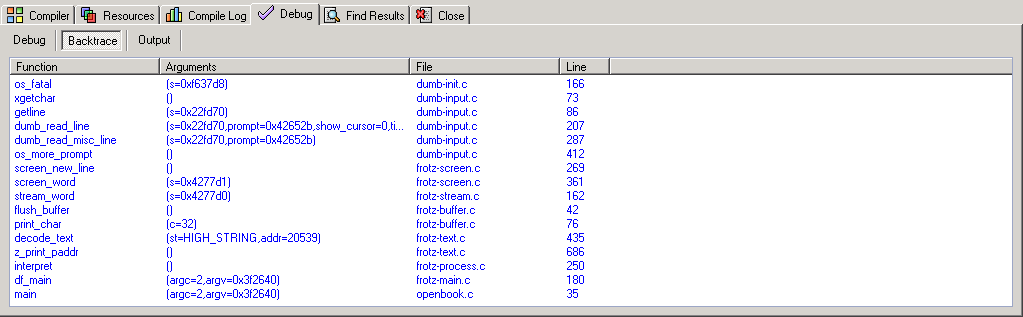 Compiler Resources Compile Log Debug Find Results Close
Debug Backtrace Output
Function Arguments File Line
os_fatal (s=0xf637d8) dumb-init.c 166
xgetchar () dumb-input.c 73
getline (s=0x22fd70) dumb-input.c 86
dumb_read_line (s=0x22fd70,prompt=0x42652b,show_cursor=0,ti... dumb-input.c 207
dumb_read_misc_line (s=0x22fd70,prompt=0x42652b) dumb-input.c 287
os_more_prompt () dumb-input.c 412
screen_new_line () frotz-screen.c 269
screen_word (s=0x4277d1) frotz-screen.c 361
stream_word (s=0x4277d0) frotz-stream.c 162
flush_buffer () frotz-buffer.c 42
print_char (c=32) frotz-buffer.c 76
decode_text (st=HIGH_STRING,addr=20539) frotz-text.c 435
z_print_paddr () frotz-text.c 686
interpret () frotz-process.c 250
df_main (argc=2,argv=0x3f2640) frotz-main.c 180
main (argc=2,argv=0x3f2640) openbook.c 35